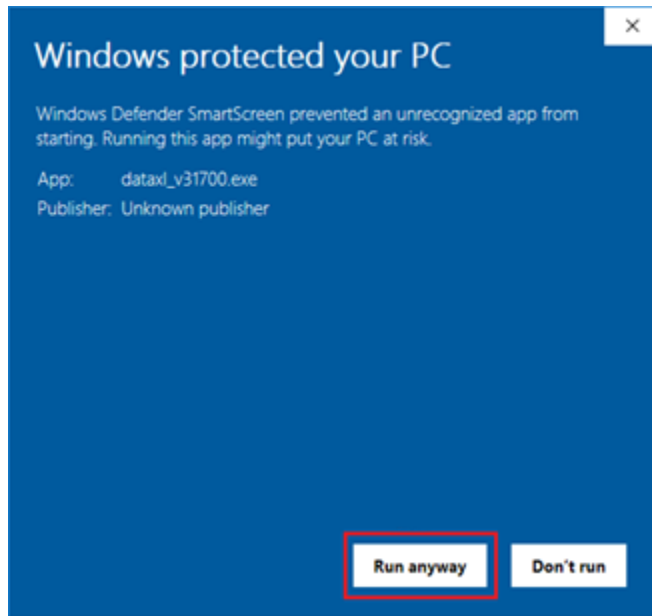 Windows protected your PC
Windows Defender SmartScreen prevented an unrecognized app from
starting. Running this app might put your PC at risk.
App: dataxl_v31700.exe
Publisher: Unknown publisher
Run anyway
Don't run